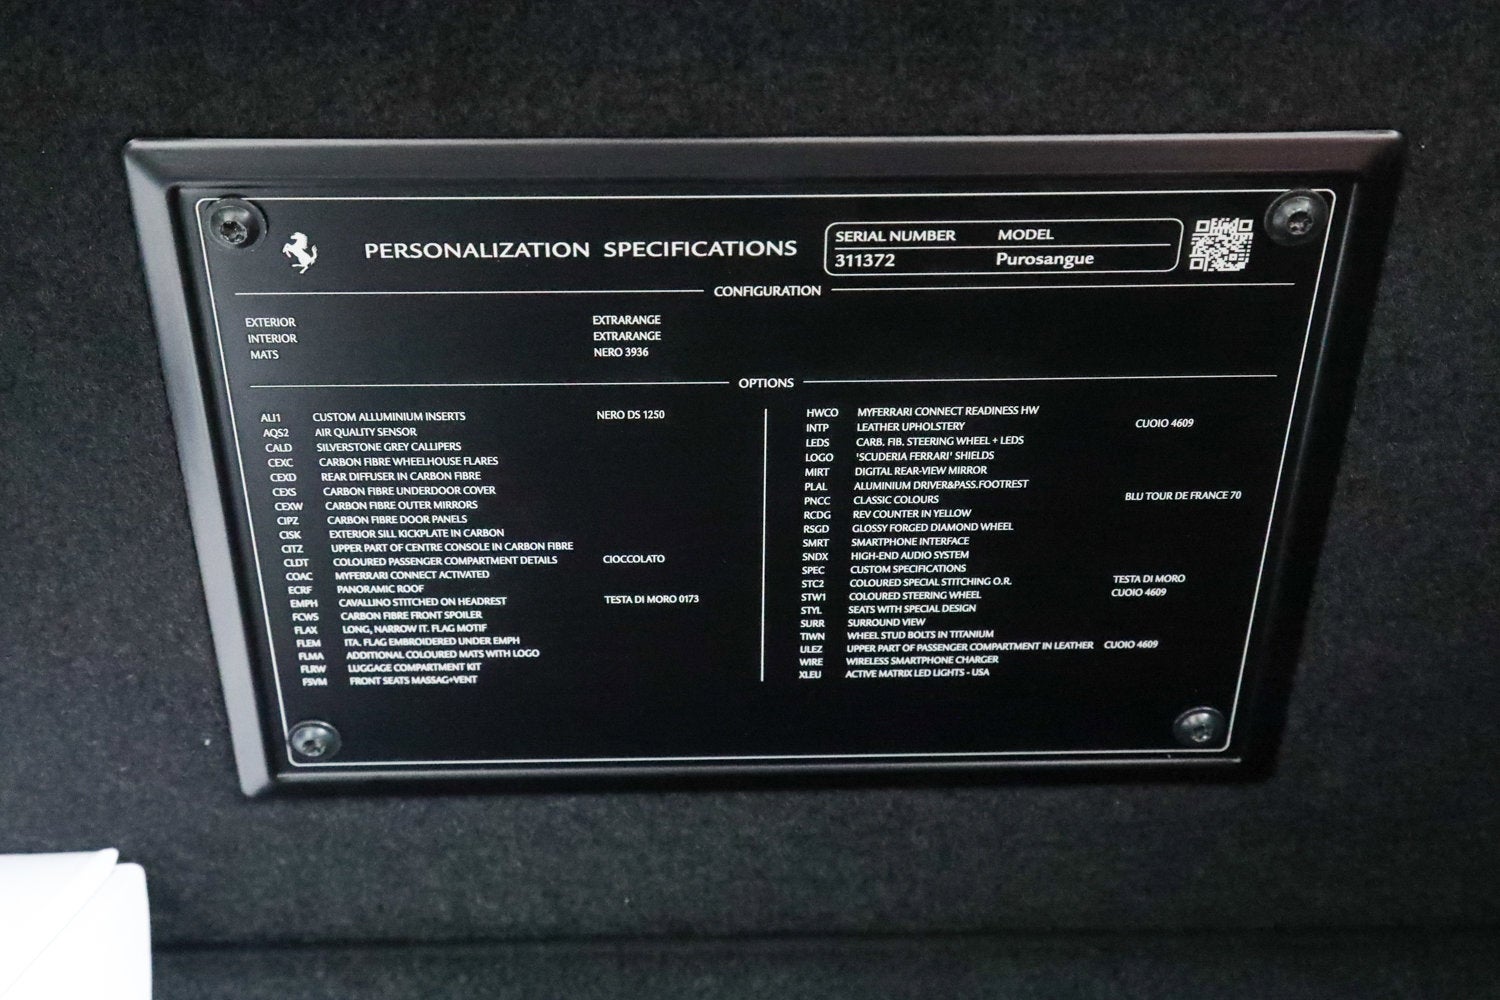 PERSONALIZATION SPECIFICATIONS
SERIAL NUMBER MODEL
311372 Purosangue
CONFIGURATION
EXTERIOR EXTRARANGE
INTERIOR EXTRARANGE
MATS NERO 3936
OPTIONS
ALI1 CUSTOM ALLUMINIUM INSERTS NERO DS 1250
AQS2 AIR QUALITY SENSOR
CALD SILVERSTONE GREY CALLIPERS
CEXC CARBON FIBRE WHEELHOUSE FLARES
CEXD REAR DIFFUSER IN CARBON FIBRE
CEXS CARBON FIBRE UNDERDOOR COVER
CEXW CARBON FIBRE OUTER MIRRORS
CIPZ CARBON FIBRE DOOR PANELS
CISK EXTERIOR SILL KICKPLATE IN CARBON
CITZ UPPER PART OF CENTRE CONSOLE IN CARBON FIBRE
CLDT COLOURED PASSENGER COMPARTMENT DETAILS CIOCCOLATO
COAC MYFERRARI CONNECT ACTIVATED
ECRF PANORAMIC ROOF
EMPH CAVALLINO STITCHED ON HEADREST TESTA DI MORO 0173
FCWS CARBON FIBRE FRONT SPOILER
FLAX LONG, NARROW IT. FLAG MOTIF
FLEM ITA. FLAG EMBROIDERED UNDER EMPH
FLMA ADDITIONAL COLOURED MATS WITH LOGO
FLRW LUGGAGE COMPARTMENT KIT
FSVM FRONT SEATS MASSAG+VENT
HWCO MYFERRARI CONNECT READINESS HW
INTP LEATHER UPHOLSTERY CUOIO 4609
LEDS CARB. FIB. STEERING WHEEL + LEDS
LOGO 'SCUDERIA FERRARI' SHIELDS
MIRT DIGITAL REAR-VIEW MIRROR
PLAL ALUMINIUM DRIVER&PASS.FOOTREST
PNCC CLASSIC COLOURS BLU TOUR DE FRANCE 70
RCDG REV COUNTER IN YELLOW
RSGD GLOSSY FORGED DIAMOND WHEEL
SMRT SMARTPHONE INTERFACE
SNDX HIGH-END AUDIO SYSTEM
SPEC CUSTOM SPECIFICATIONS
STC2 COLOURED SPECIAL STITCHING O.R. TESTA DI MORO
STW1 COLOURED STEERING WHEEL CUOIO 4609
STYL SEATS WITH SPECIAL DESIGN
SURR SURROUND VIEW
TIWN WHEEL STUD BOLTS IN TITANIUM
ULEZ UPPER PART OF PASSENGER COMPARTMENT IN LEATHER CUOIO 4609
WIRE WIRELESS SMARTPHONE CHARGER
XLEU ACTIVE MATRIX LED LIGHTS - USA